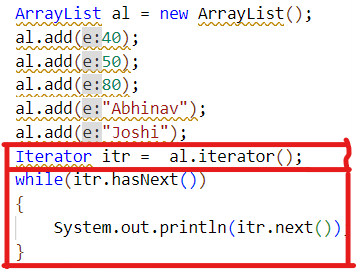 ArrayList al = new ArrayList();
al.add(e:40);
al.add(e:50);
al.add(e:80);
al.add(e:"Abhinav");
al.add(e:"Joshi");
Iterator itr =  al.iterator();
while(itr.hasNext())
{
    System.out.println(itr.next());
}